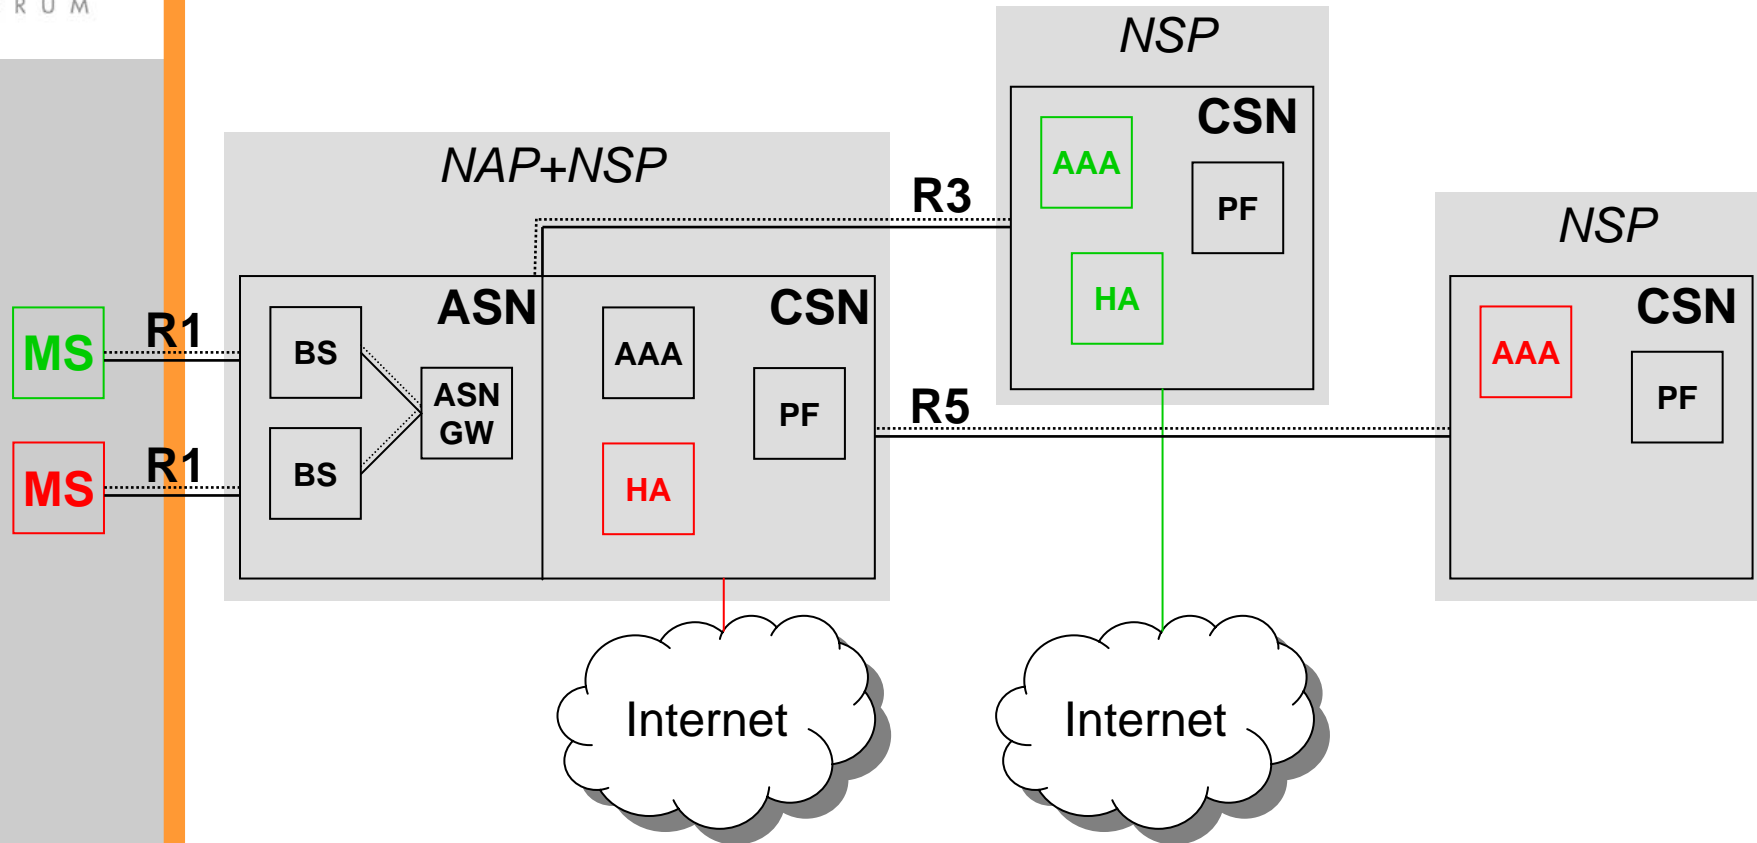 RUM
NSP
CSN
AAA
PF
HA
NAP+NSP
R3
NSP
CSN
AAA
PF
ASN
CSN
MS
R1
BS
ASN
GW
AAA
PF
R5
MS
R1
BS
HA
Internet
Internet